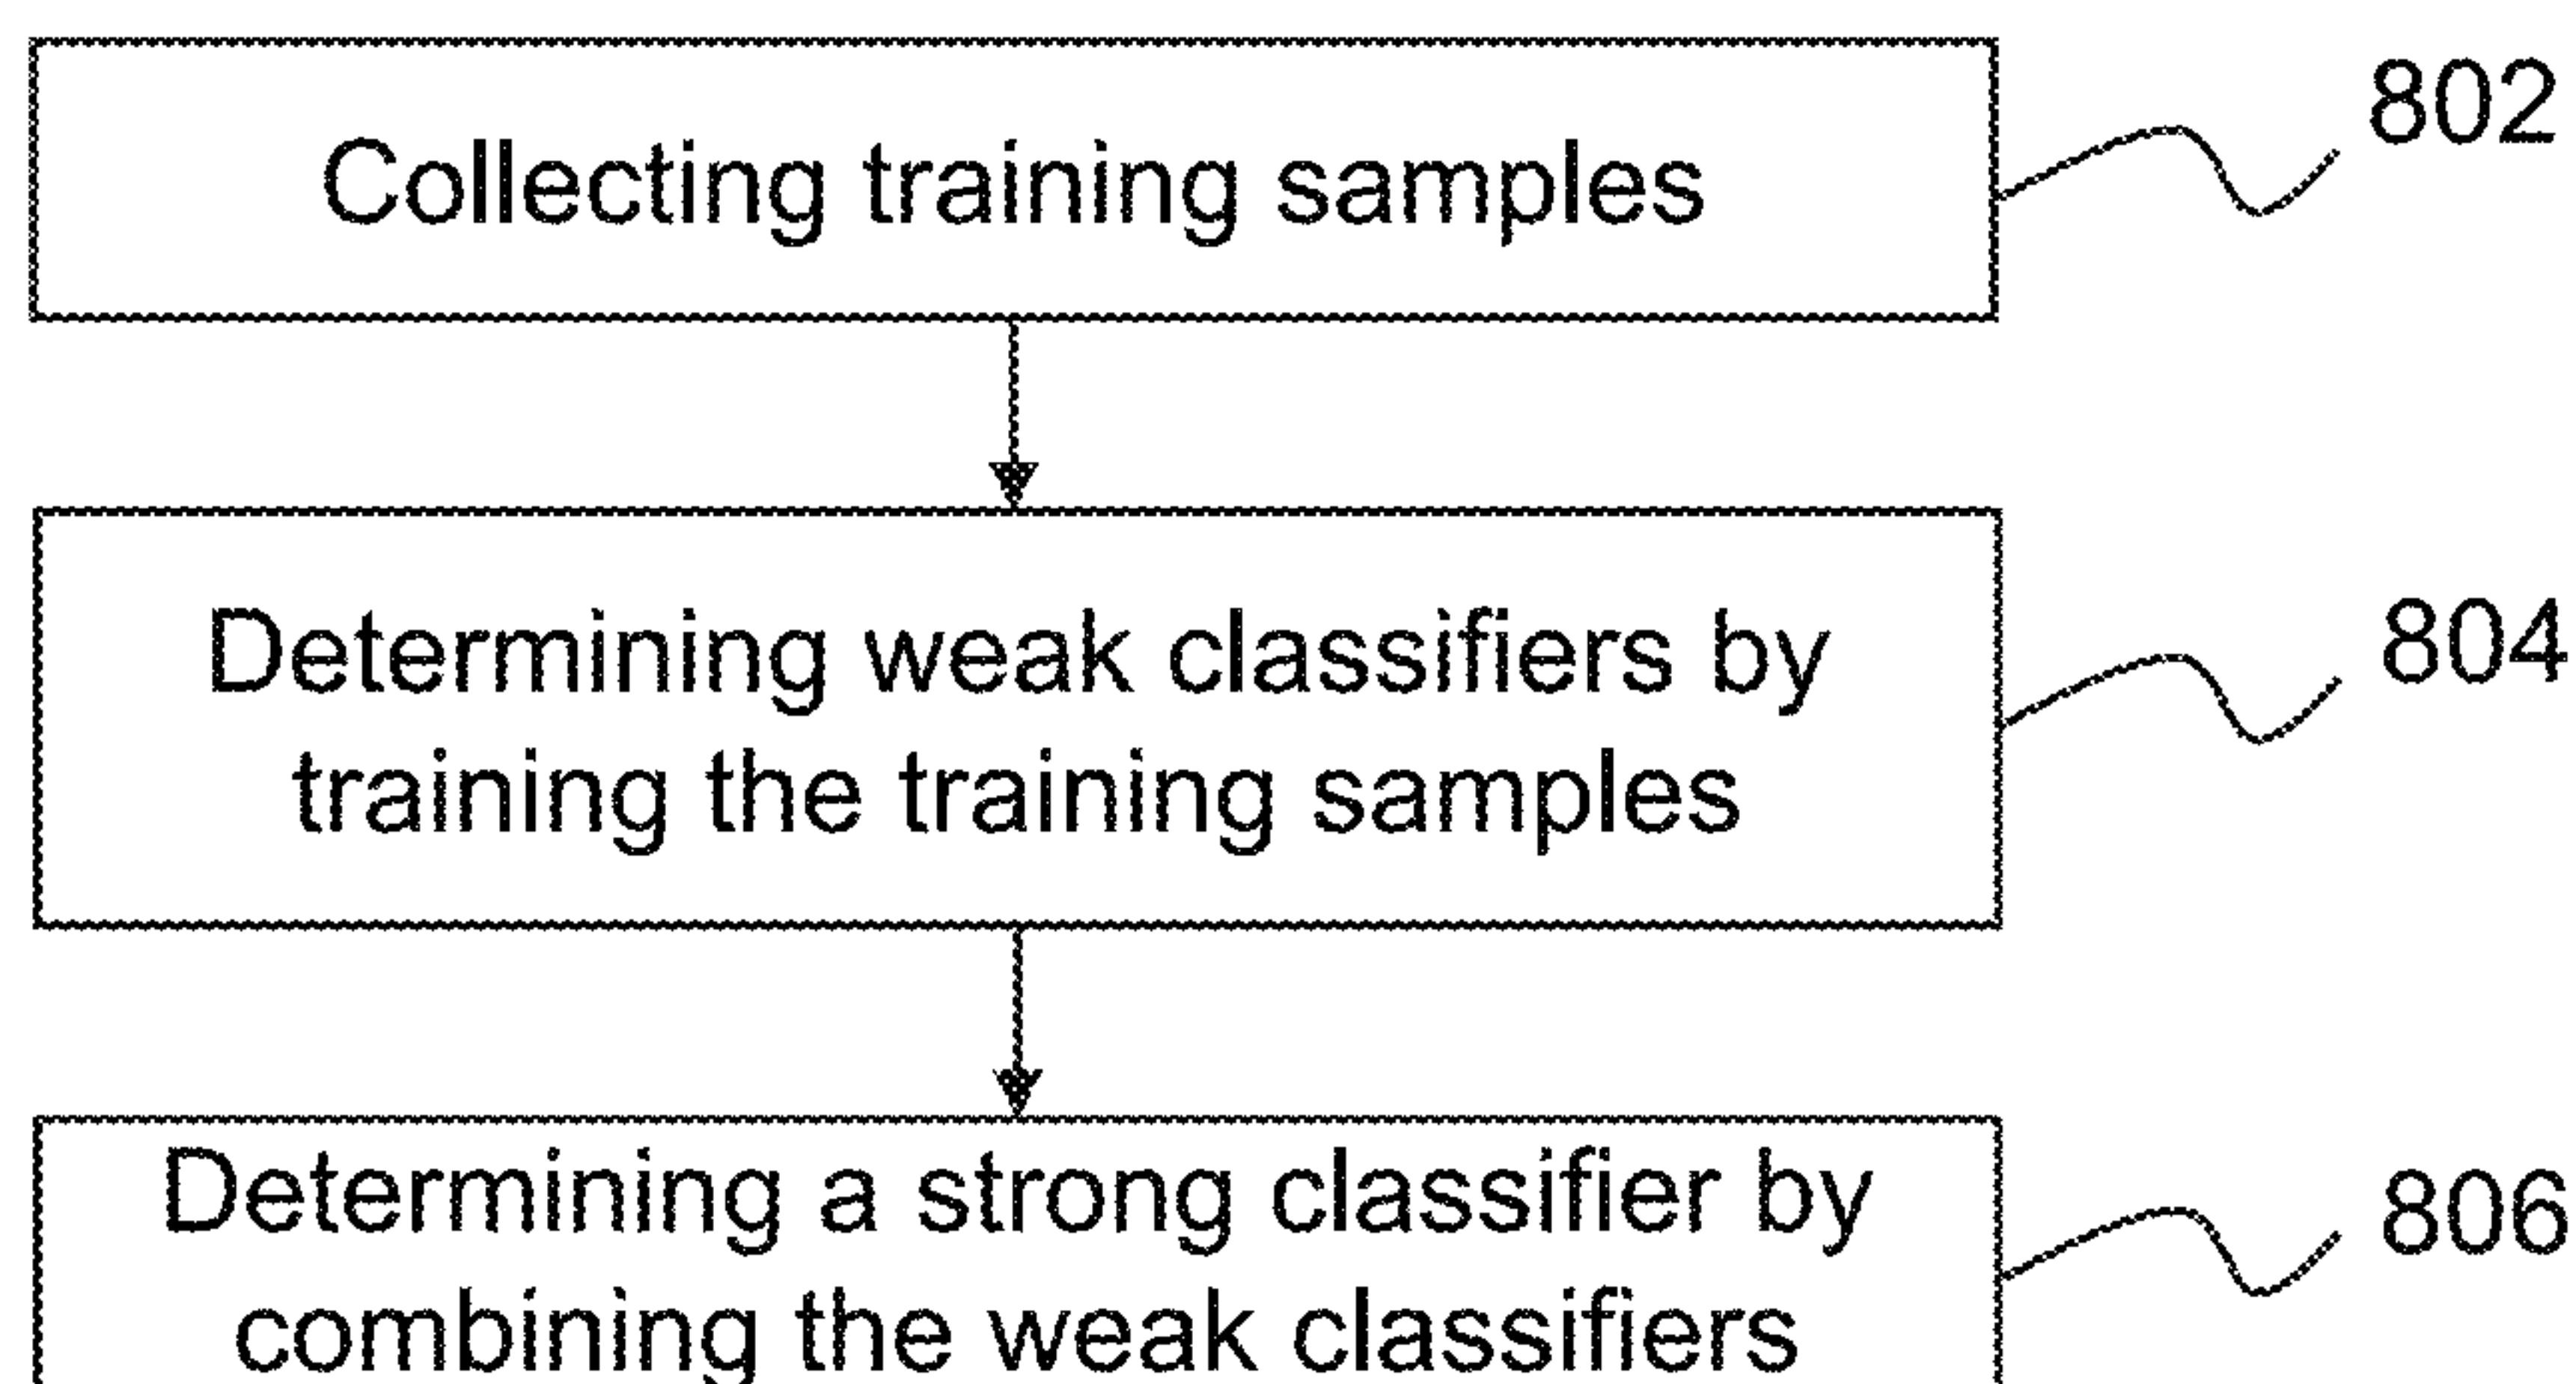 Collecting training samples
802
Determining weak classifiers by
training the training samples
804
Determining a strong classifier by
combining the weak classifiers
806